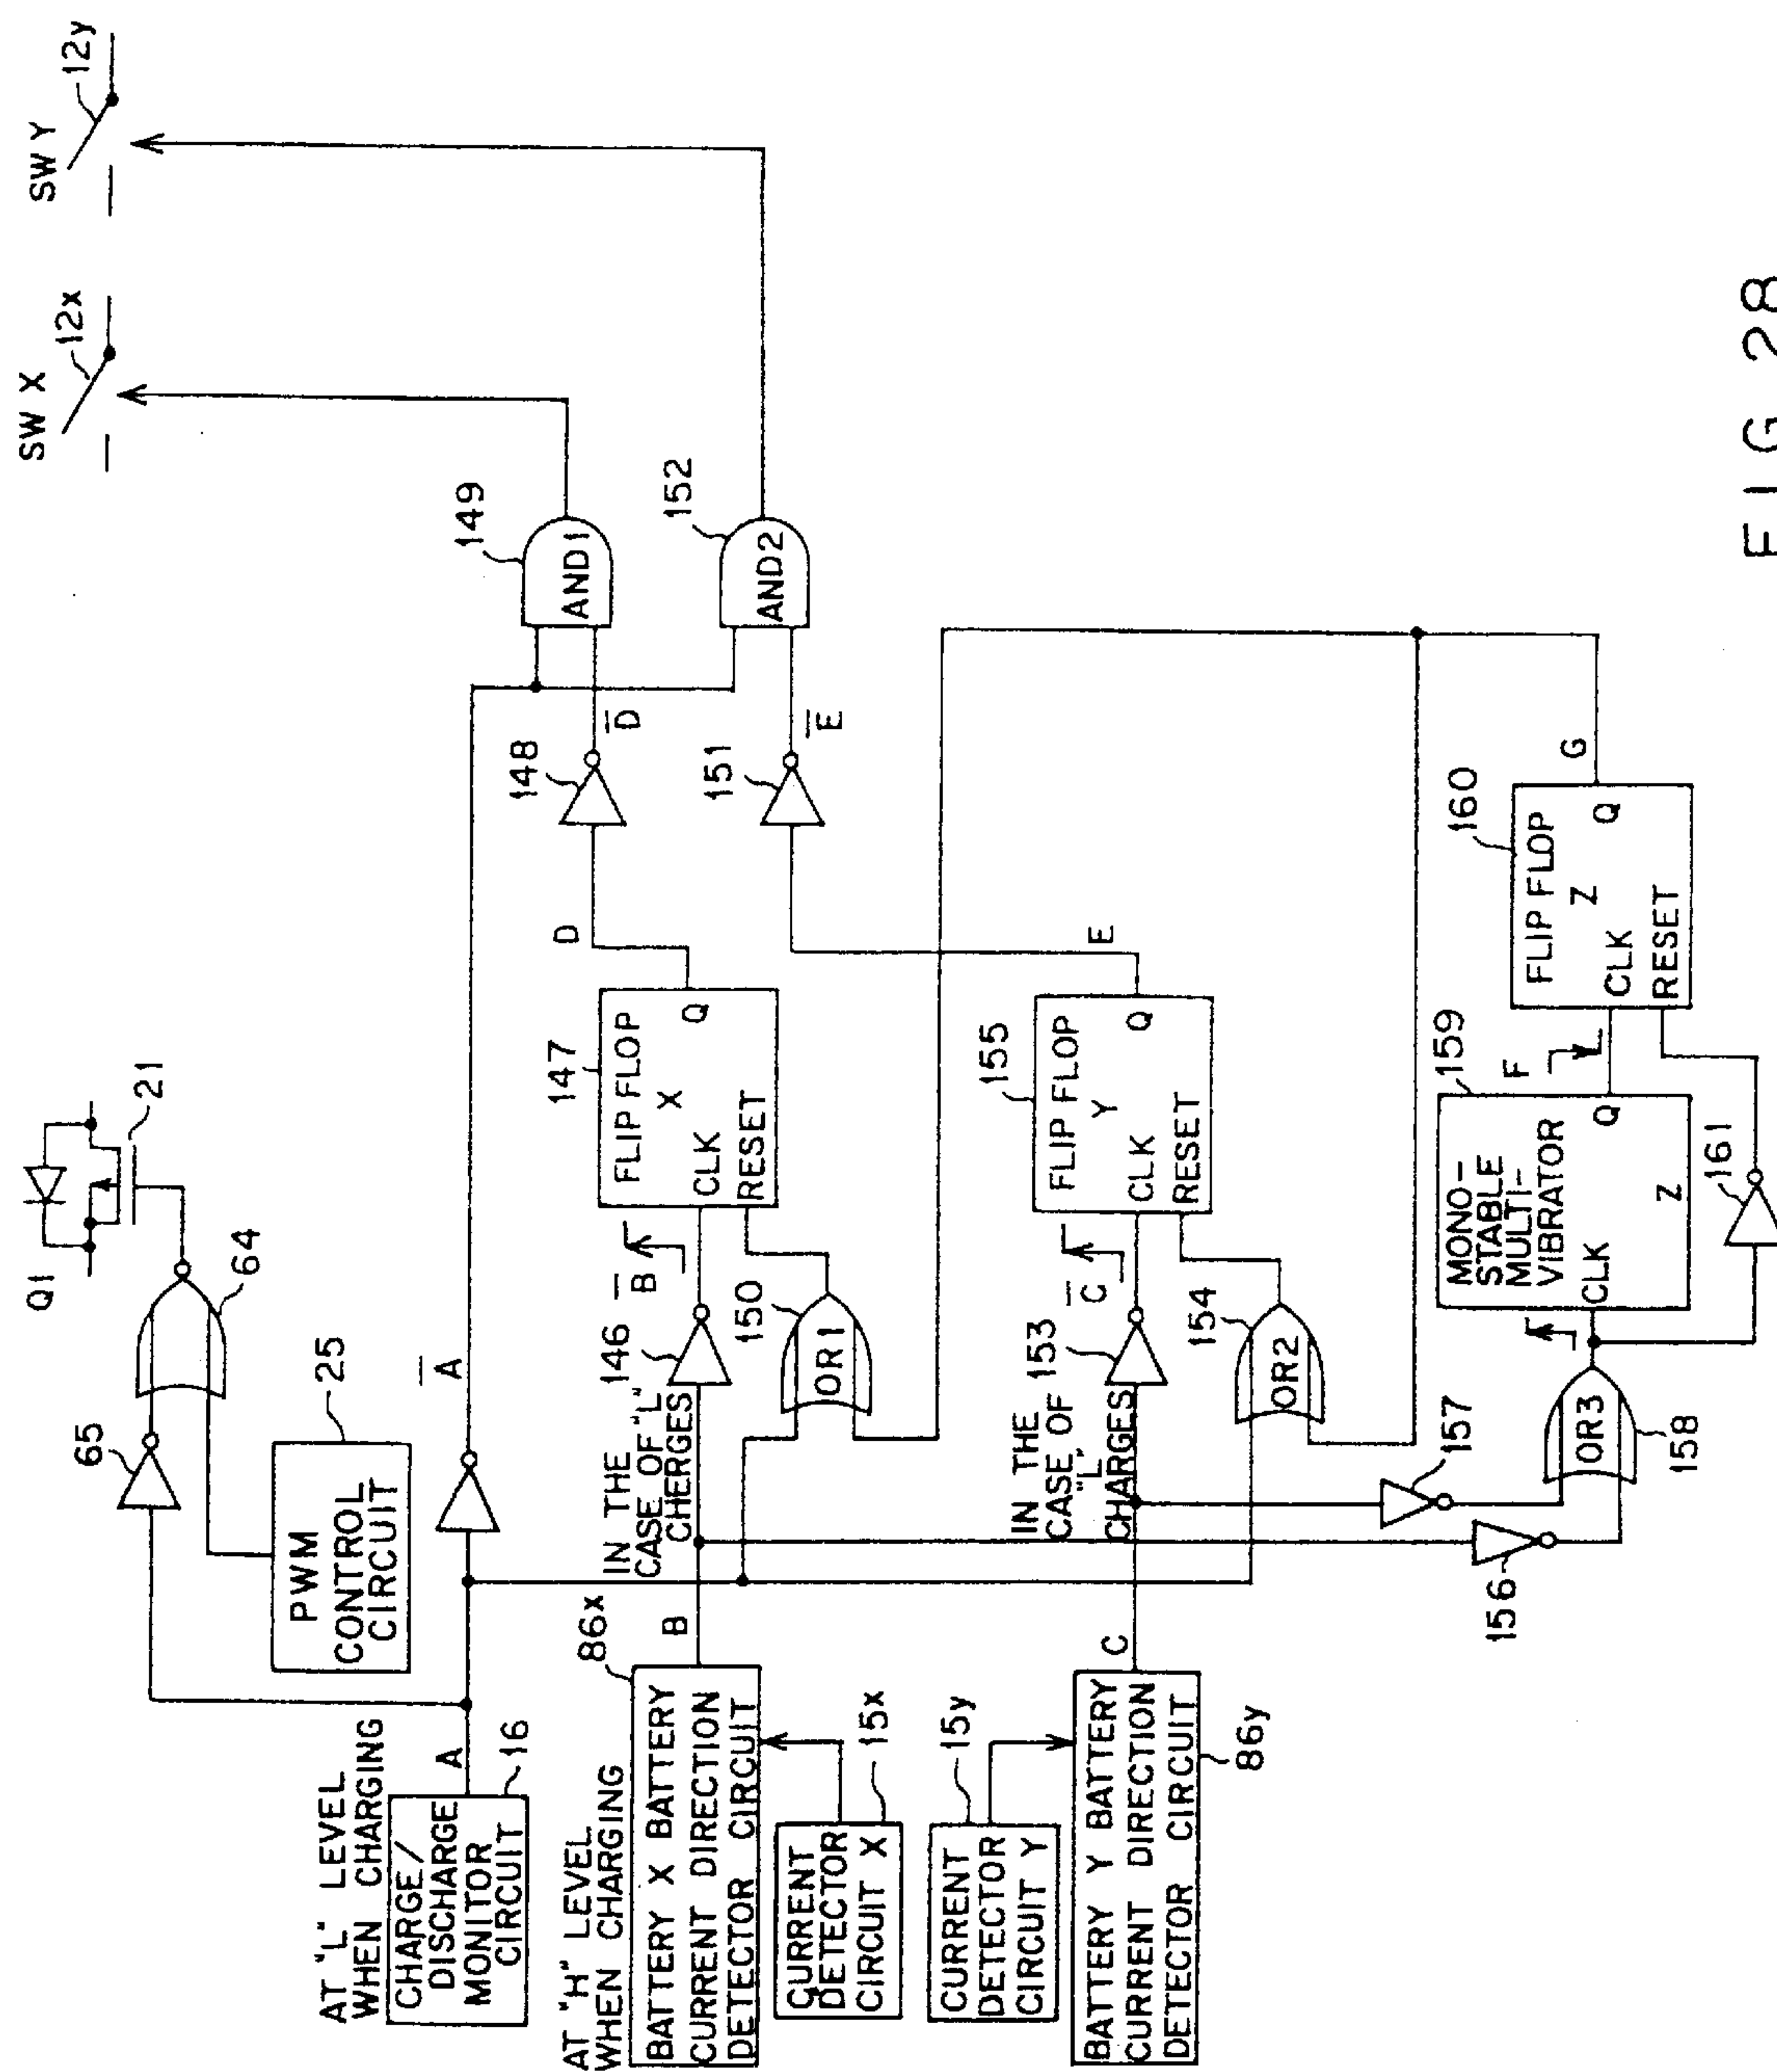 SW X
12x
SW Y
12y
Q1
21
64
65
25
PWM
CONTROL
CIRCUIT
AT "L" LEVEL
WHEN CHARGING
CHARGE/
DISCHARGE
MONITOR
CIRCUIT
16
A
A
149
AND1
152
AND2
148
D
D
151
E
E
147
FLIP FLOP
X
Q
CLK
RESET
B
146
IN THE
CASE OF "L"
CHERGES
150
OR1
AT "H" LEVEL
WHEN CHARGING
86x
BATTERY X BATTERY
CURRENT DIRECTION
DETECTOR CIRCUIT
B
CURRENT
DETECTOR
CIRCUIT X
15x
CURRENT
DETECTOR
CIRCUIT Y
15y
BATTERY Y BATTERY
CURRENT DIRECTION
DETECTOR CIRCUIT
86y
C
155
FLIP FLOP
Y
Q
CLK
RESET
C
153
IN THE
CASE OF
"L"
CHARGES
154
OR2
157
156
OR3
158
159
MONO-
STABLE
MULTI-
VIBRATOR
CLK
Q
Z
F
161
160
FLIP FLOP
Z
CLK
Q
RESET
G
FIG 28